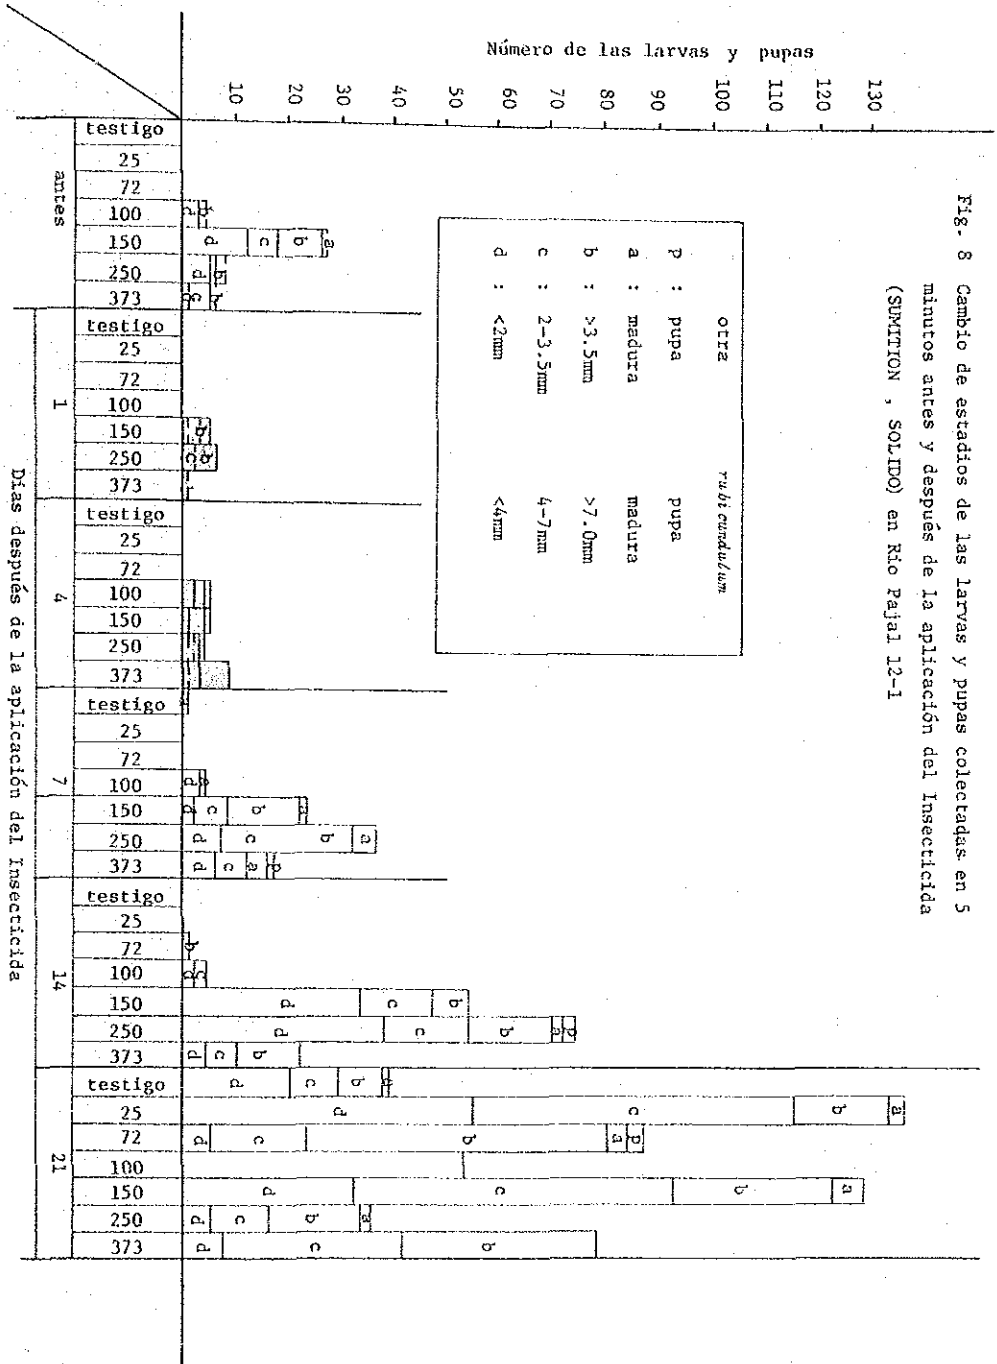 Fig. 8 Cambio de estadios de las larvas y pupas colectadas en 5
minutos antes y después de la aplicación del Insecticida
(SUMITION , SOLIDO) en Río Pajal 12-1
Número de las larvas y pupas
10
20
30
40
50
60
70
80
90
100
110
120
130
otra rubicundulum
p : pupa pupa
a : madura madura
b : >3.5mm >7.0mm
c : 2-3.5mm 4-7mm
d : <2mm <4mm
antes
testigo
25
72
100
150 d c b a
250 d b
373 c
1
testigo
25
72
100
150 b
250 c b
373
4
testigo
25
72
100
150
250
373
7
testigo
25
72
100 d
150 d c b a
250 d c b a
373 d c a p
14
testigo
25
72 b
100 d c
150 d c b
250 d c b a p
373 d c b
21
testigo d c b
25 d c b a
72 d c b a p
100
150 d c b a
250 d c b a
373 d c b
Dias después de la aplicación del Insecticida